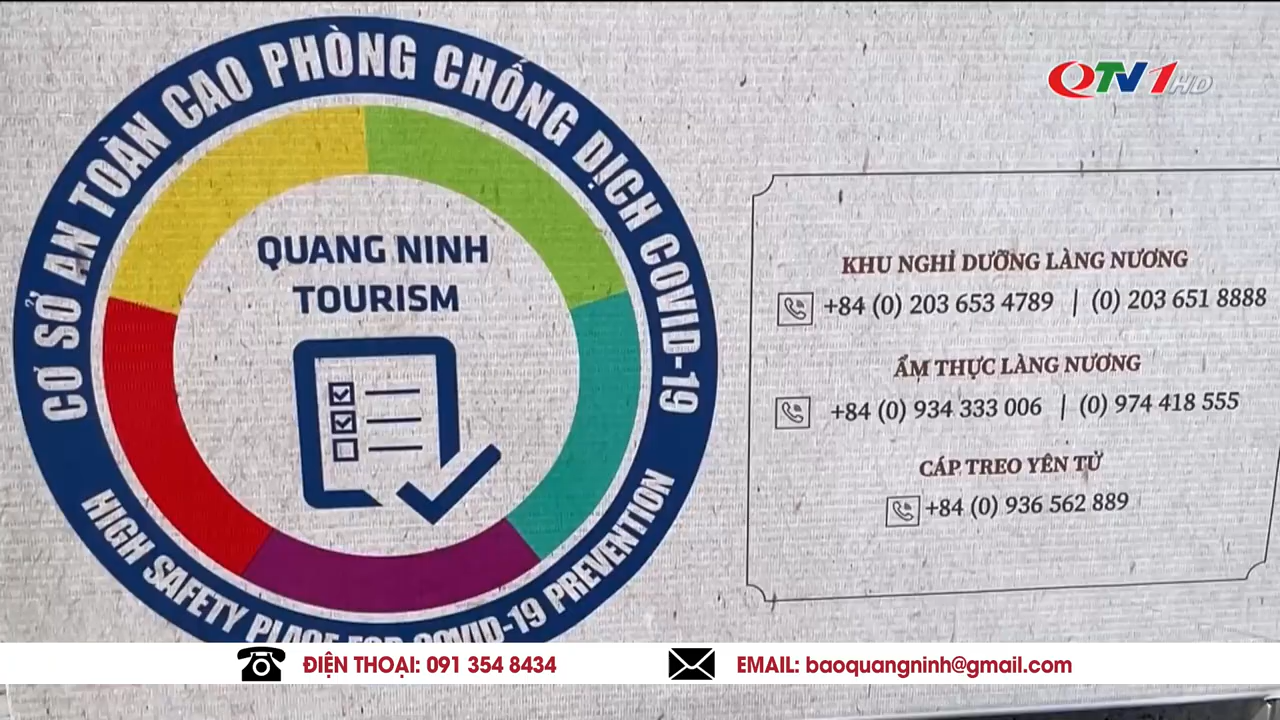 CƠ SỞ AN TOÀN CAO PHÒNG CHỐNG DỊCH COVID-19
QUANG NINH
TOURISM
HIGH SAFETY PLACE FOR COVID-19 PREVENTION
QTV1HD
KHU NGHỈ DƯỠNG LÀNG NƯƠNG
+84 (0) 203 653 4789 | (0) 203 651 8888
ẨM THỰC LÀNG NƯƠNG
+84 (0) 934 333 006 | (0) 974 418 555
CÁP TREO YÊN TỬ
+84 (0) 936 562 889
ĐIỆN THOẠI: 091 354 8434
EMAIL: baoquangninh@gmail.com